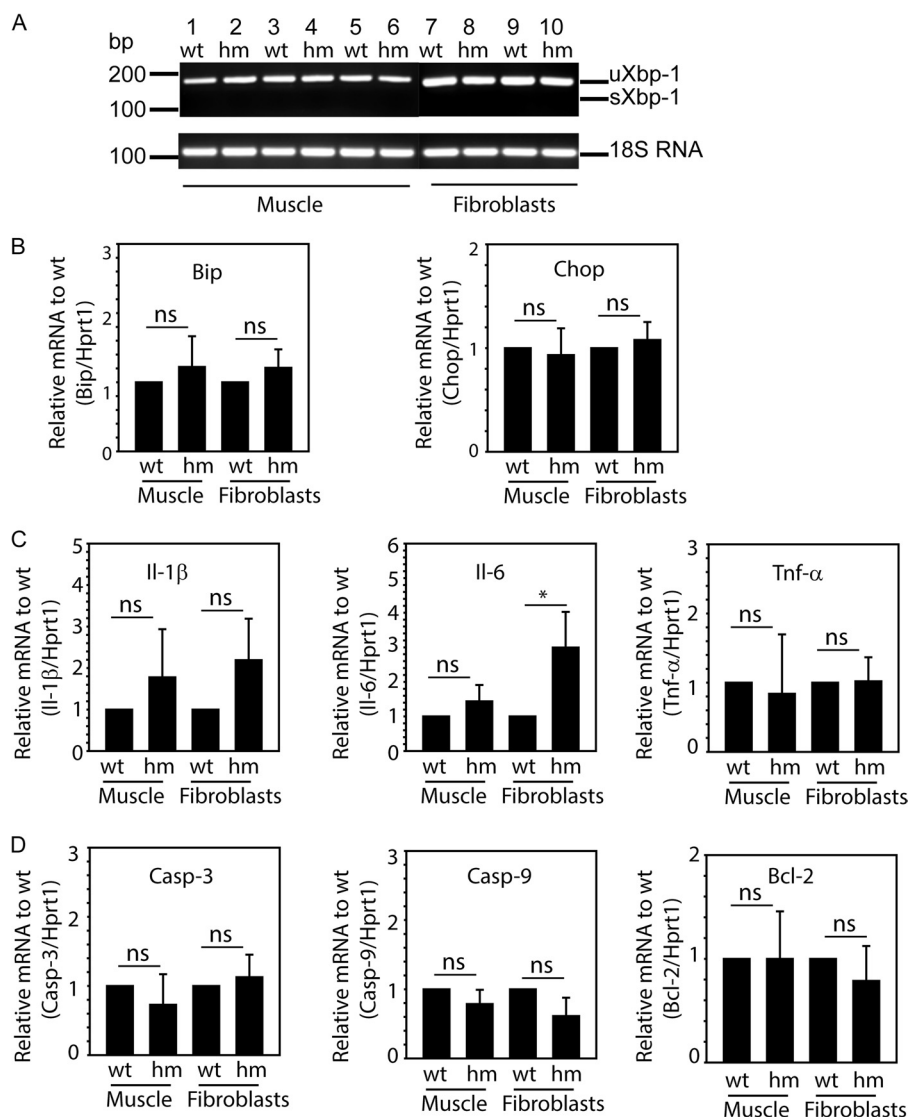 A
1 2 3 4 5 6 7 8 9 10
bp wt hm wt hm wt hm wt hm wt hm
200
100
uXbp-1
sXbp-1
100
18S RNA
Muscle Fibroblasts
B
Relative mRNA to wt
(Bip/Hprt1)
3
2
1
0
Bip
ns ns
wt hm wt hm
Muscle Fibroblasts
Relative mRNA to wt
(Chop/Hprt1)
2
1
0
Chop
ns ns
wt hm wt hm
Muscle Fibroblasts
C
Relative mRNA to wt
(Il-1β/Hprt1)
5
4
3
2
1
0
Il-1β
ns ns
wt hm wt hm
Muscle Fibroblasts
Relative mRNA to wt
(Il-6/Hprt1)
6
5
4
3
2
1
0
Il-6
ns *
wt hm wt hm
Muscle Fibroblasts
Relative mRNA to wt
(Tnf-α/Hprt1)
3
2
1
0
Tnf-α
ns ns
wt hm wt hm
Muscle Fibroblasts
D
Relative mRNA to wt
(Casp-3/Hprt1)
3
2
1
0
Casp-3
ns ns
wt hm wt hm
Muscle Fibroblasts
Relative mRNA to wt
(Casp-9/Hprt1)
3
2
1
0
Casp-9
ns ns
wt hm wt hm
Muscle Fibroblasts
Relative mRNA to wt
(Bcl-2/Hprt1)
2
1
0
Bcl-2
ns ns
wt hm wt hm
Muscle Fibroblasts